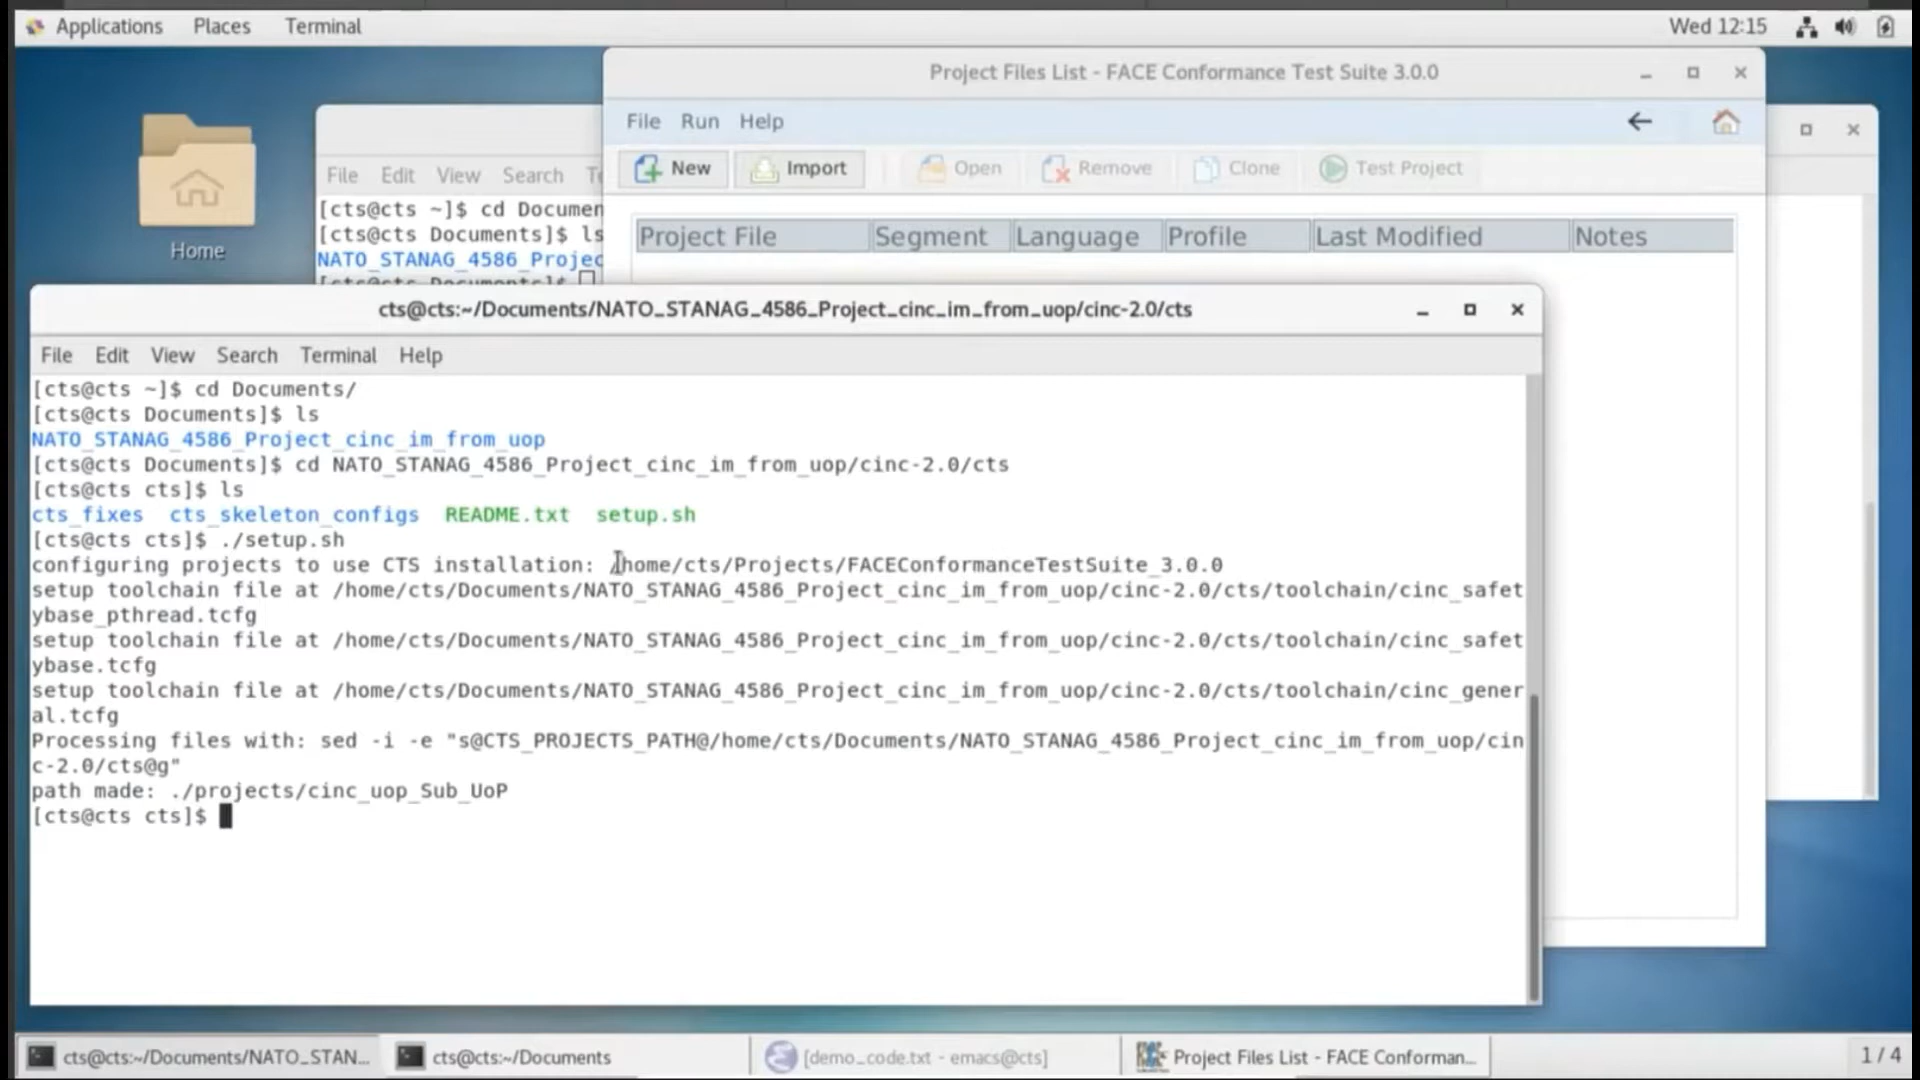 Applications Places Terminal Wed 12:15
Project Files List - FACE Conformance Test Suite 3.0.0
File Run Help
New Import Open Remove Clone Test Project
Project File Segment Language Profile Last Modified Notes
Home
File Edit View Search
[cts@cts ~]$ cd Documen
[cts@cts Documents]$ ls
NATO_STANAG_4586_Projec
[cts@cts Documents]$
cts@cts:~/Documents/NATO_STANAG_4586_Project_cinc_im_from_uop/cinc-2.0/cts
File Edit View Search Terminal Help
[cts@cts ~]$ cd Documents/
[cts@cts Documents]$ ls
NATO_STANAG_4586_Project_cinc_im_from_uop
[cts@cts Documents]$ cd NATO_STANAG_4586_Project_cinc_im_from_uop/cinc-2.0/cts
[cts@cts cts]$ ls
cts_fixes cts_skeleton_configs README.txt setup.sh
[cts@cts cts]$ ./setup.sh
configuring projects to use CTS installation: /home/cts/Projects/FACEConformanceTestSuite_3.0.0
setup toolchain file at /home/cts/Documents/NATO_STANAG_4586_Project_cinc_im_from_uop/cinc-2.0/cts/toolchain/cinc_safet
ybase_pthread.tcfg
setup toolchain file at /home/cts/Documents/NATO_STANAG_4586_Project_cinc_im_from_uop/cinc-2.0/cts/toolchain/cinc_safet
ybase.tcfg
setup toolchain file at /home/cts/Documents/NATO_STANAG_4586_Project_cinc_im_from_uop/cinc-2.0/cts/toolchain/cinc_gener
al.tcfg
Processing files with: sed -i -e "s@CTS_PROJECTS_PATH@/home/cts/Documents/NATO_STANAG_4586_Project_cinc_im_from_uop/cin
c-2.0/cts@g"
path made: ./projects/cinc_uop_Sub_UoP
[cts@cts cts]$
cts@cts:~/Documents/NATO_STAN... cts@cts:~/Documents [demo_code.txt - emacs@cts] Project Files List - FACE Conforman... 1 / 4